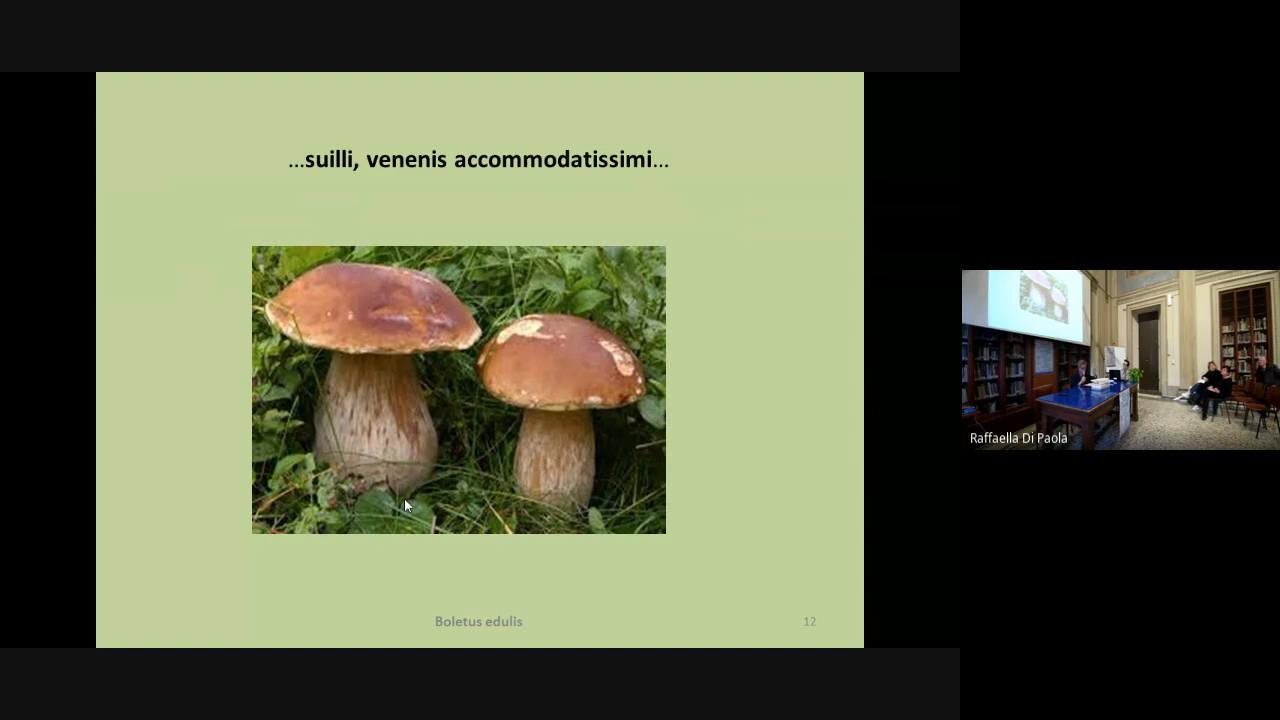 ...suilli, venenis accommodatissimi...
Boletus edulis
12
Raffaella Di Paola